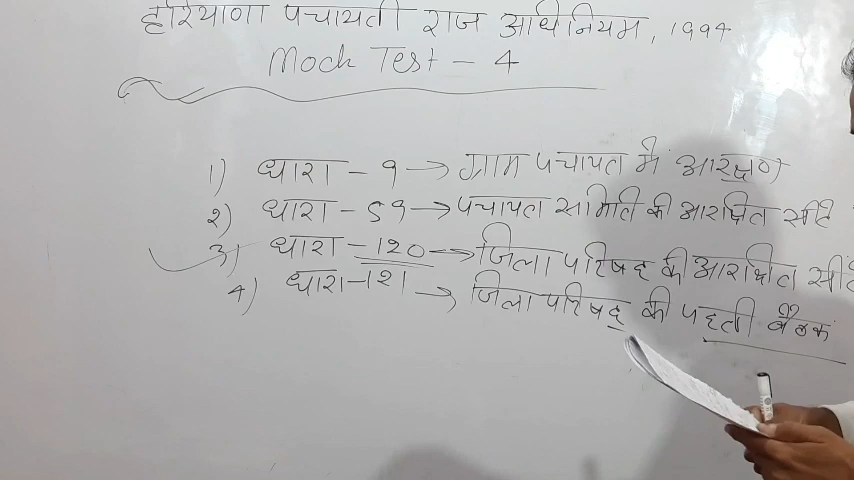 हरियाणा पंचायती राज अधिनियम, 1994
Mock Test - 4
1) धारा - 9 → ग्राम पंचायत में आरक्षण
2) धारा - 59 → पंचायत समिति की आरक्षित सीटें
3) धारा - 120 → जिला परिषद की आरक्षित सीटें
4) धारा - 121 → जिला परिषद की पहली बैठक